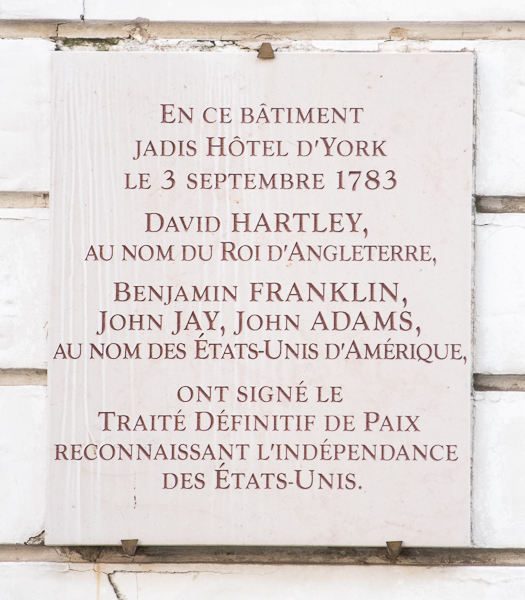 En ce bâtiment
jadis Hôtel d'York
le 3 septembre 1783
David HARTLEY,
au nom du Roi d'Angleterre,
Benjamin FRANKLIN,
John JAY, John ADAMS,
au nom des États-Unis d'Amérique,
ont signé le
Traité Définitif de Paix
reconnaissant l'indépendance
des États-Unis.